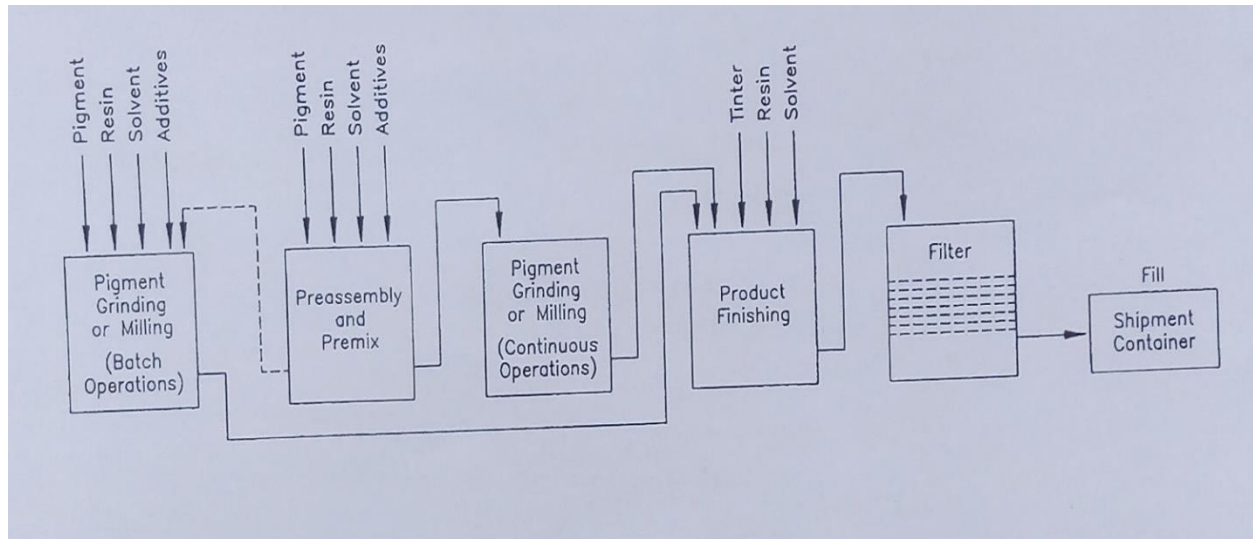 Pigment
Resin
Solvent
Additives
Pigment
Resin
Solvent
Additives
Tinter
Resin
Solvent
Pigment
Grinding
or Milling
(Batch
Operations)
Preassembly
and
Premix
Pigment
Grinding
or Milling
(Continuous
Operations)
Product
Finishing
Filter
Fill
Shipment
Container